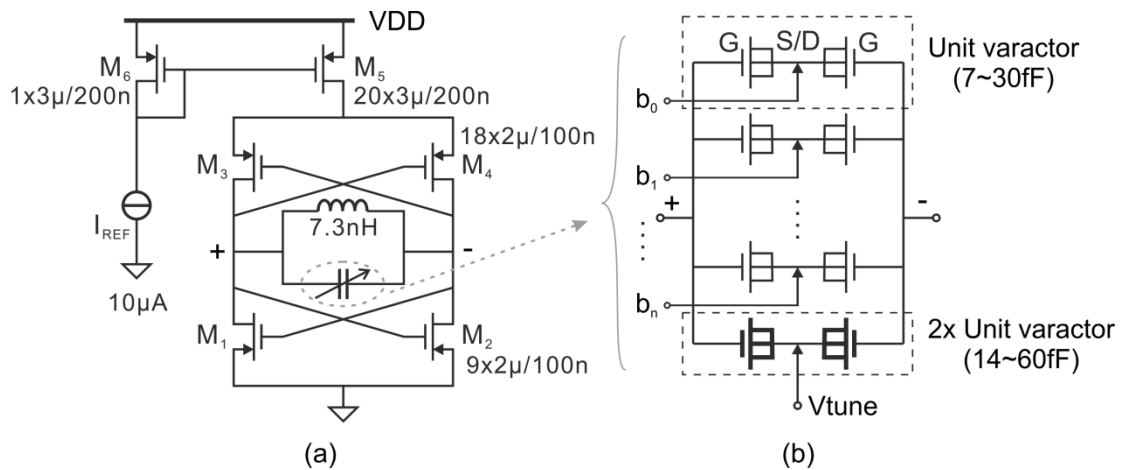 VDD
M6
M5
1x3μ/200n
20x3μ/200n
18x2μ/100n
M3
M4
IREF
7.3nH
+
-
10μA
M1
M2
9x2μ/100n
(a)
G
S/D
G
Unit varactor
(7~30fF)
b0
b1
+
-
bn
2x Unit varactor
(14~60fF)
Vtune
(b)